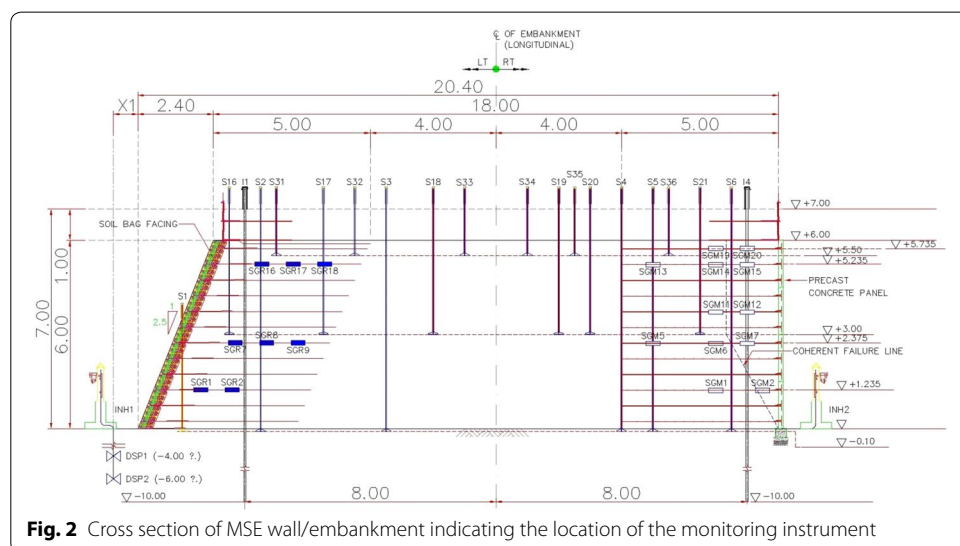 ℄ OF EMBANKMENT
(LONGITUDINAL)
LT RT
20.40
X1 2.40 18.00
5.00 4.00 4.00 5.00
S35
S16 I1 S2 S31 S17 S32 S3 S18 S33 S34 S19 S20 S4 S5 S36 S21 S6 I4
+7.00
SOIL BAG FACING
+6.00
+5.735
1.00
+5.50
SGM19 SGM20
+5.235
SGR16 SGR17 SGR18 SGM13 SGM14 SGM15
PRECAST
CONCRETE PANEL
S1
1
2.5
7.00
6.00
SGM11 SGM12
+3.00
SGR8 SGM5
+2.375
SGR7 SGR9 SGM6 SGM7
COHERENT FAILURE LINE
SGR1 SGR2 SGM1 SGM2
+1.235
INH1 INH2
-0.10
DSP1 (-4.00 ?.)
DSP2 (-6.00 ?.)
-10.00 8.00 8.00 -10.00
Fig. 2 Cross section of MSE wall/embankment indicating the location of the monitoring instrument